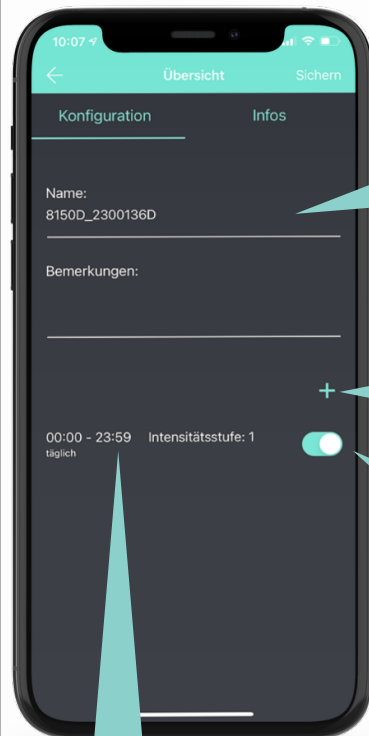 10:07
Übersicht
Sichern
Konfiguration
Infos
Name:
8150D_2300136D
Bemerkungen:
+
00:00 - 23:59 Intensitätsstufe: 1
täglich